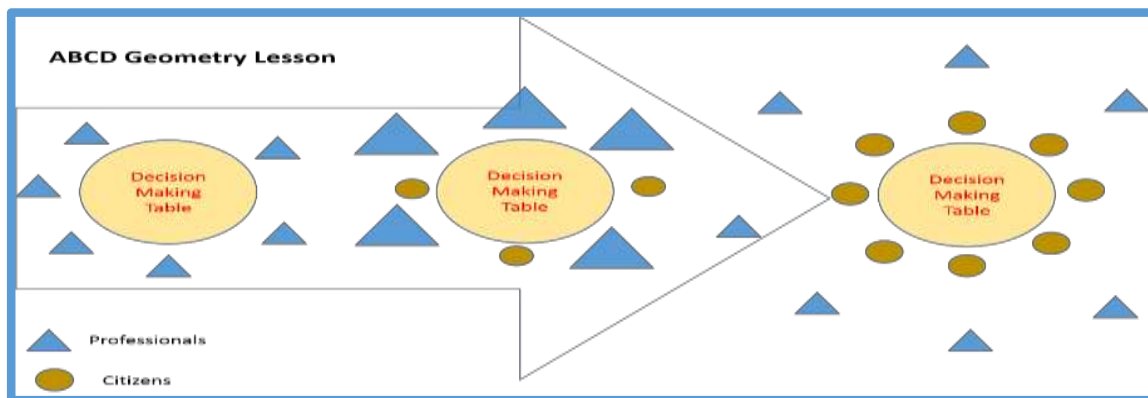 ABCD Geometry Lesson
Decision
Making
Table
Decision
Making
Table
Decision
Making
Table
Professionals
Citizens